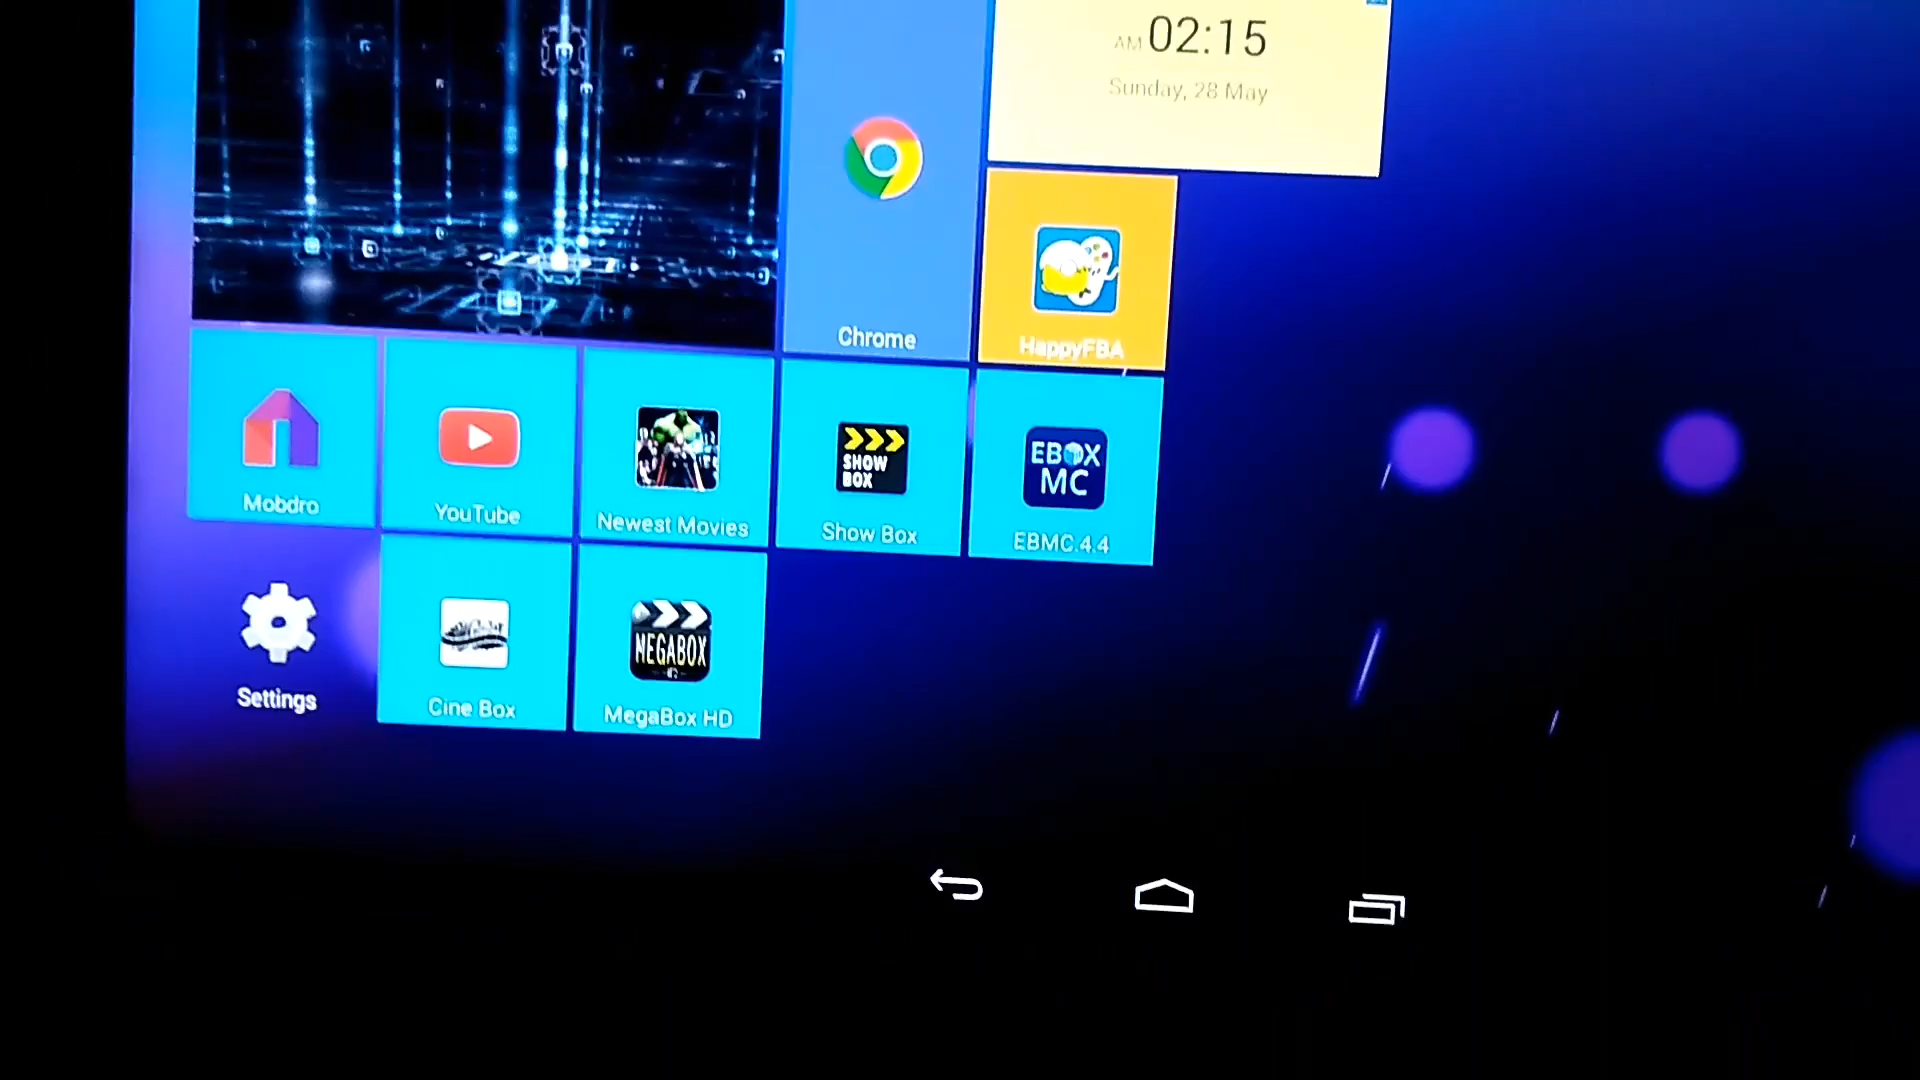 AM 02:15
Sunday, 28 May
Chrome
HappyFBA
Mobdro
YouTube
Newest Movies
SHOW
BOX
Show Box
EBOX
MC
EBMC.4.4
Settings
Cine Box
MEGABOX
MegaBox HD